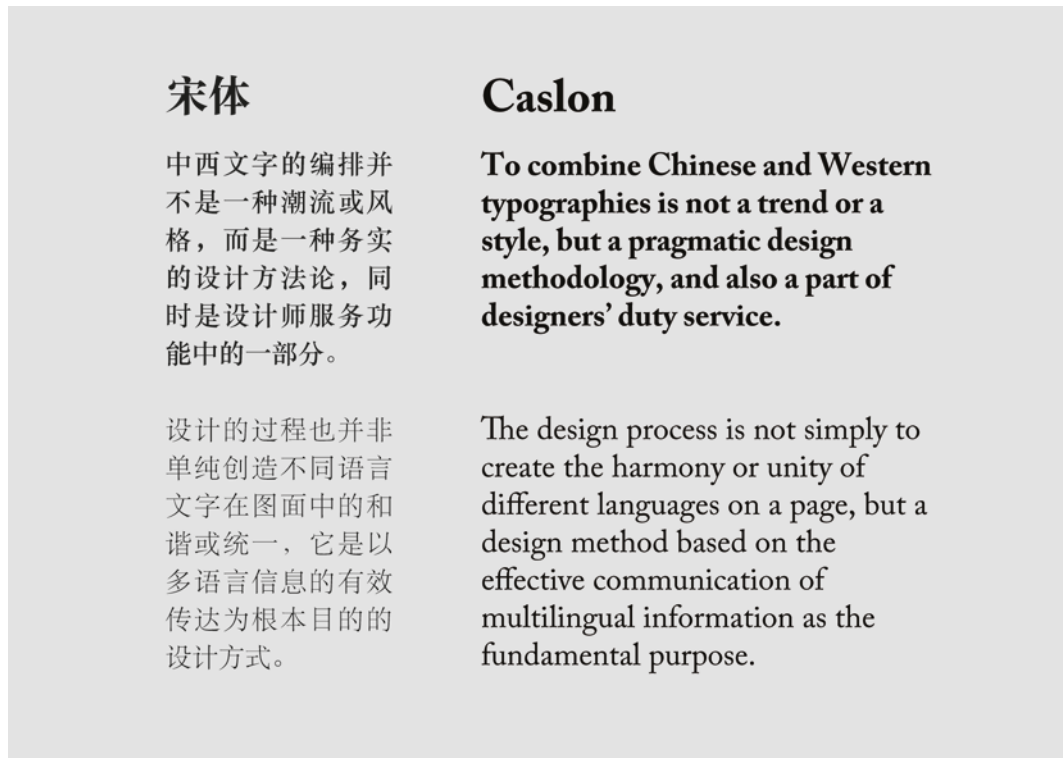 宋体
中西文字的编排并
不是一种潮流或风
格，而是一种务实
的设计方法论，同
时是设计师服务功
能中的一部分。
设计的过程也并非
单纯创造不同语言
文字在图面中的和
谐或统一，它是以
多语言信息的有效
传达为根本目的的
设计方式。
Caslon
To combine Chinese and Western
typographies is not a trend or a
style, but a pragmatic design
methodology, and also a part of
designers’ duty service.
The design process is not simply to
create the harmony or unity of
different languages on a page, but a
design method based on the
effective communication of
multilingual information as the
fundamental purpose.